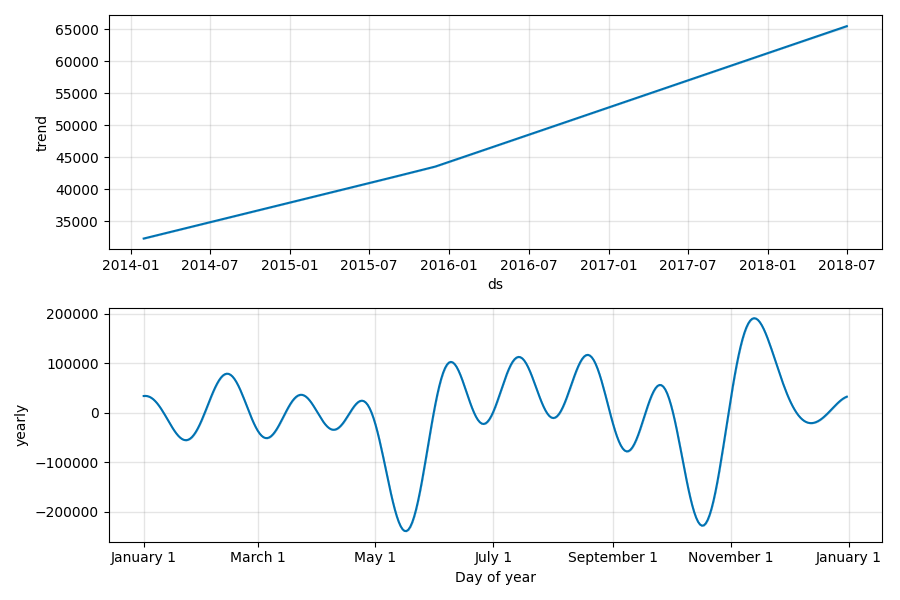 65000
60000
55000
50000
45000
40000
35000
trend
2014-01 2014-07 2015-01 2015-07 2016-01 2016-07 2017-01 2017-07 2018-01 2018-07
ds
200000
100000
0
−100000
−200000
yearly
January 1 March 1 May 1 July 1 September 1 November 1 January 1
Day of year